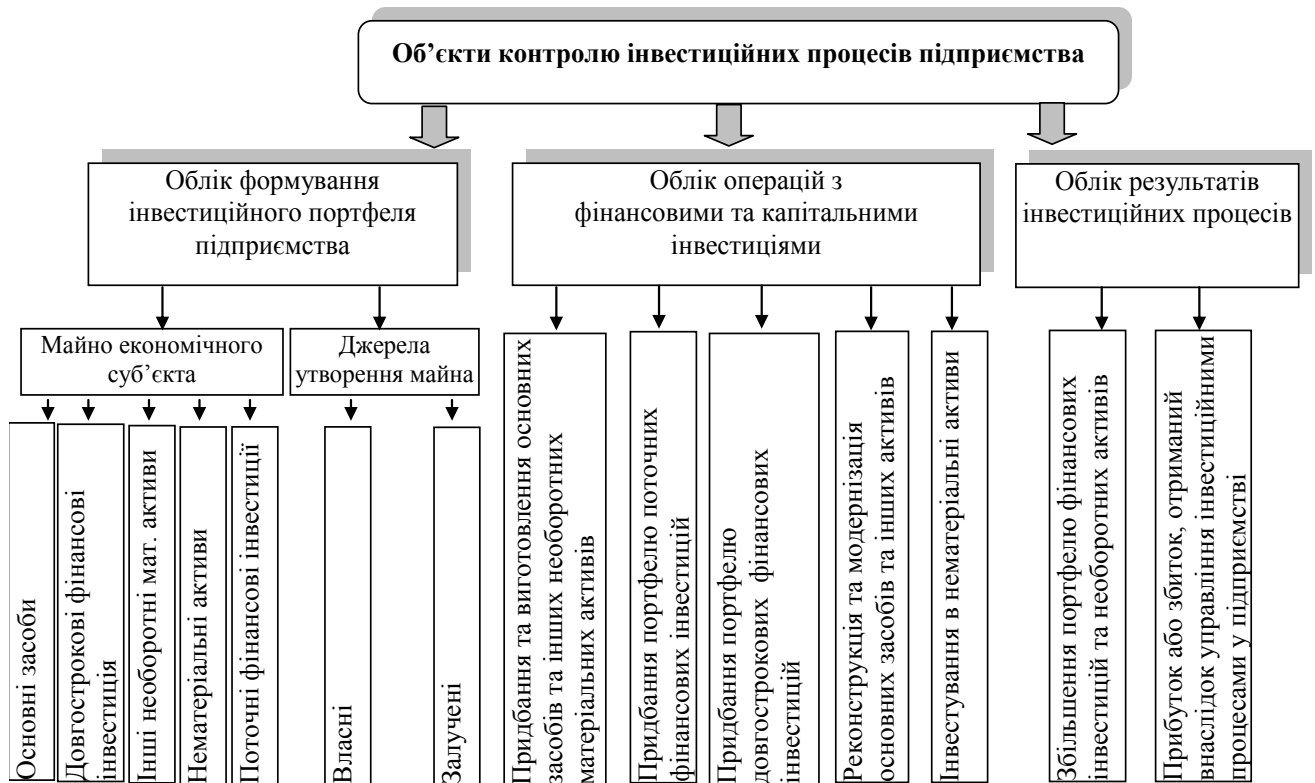 Об’єкти контролю інвестиційних процесів підприємства
Облік формування
інвестиційного портфеля
підприємства
Облік операцій з
фінансовими та капітальними
інвестиціями
Облік результатів
інвестиційних процесів
Майно економічного
суб’єкта
Джерела
утворення майна
Основні засоби
Довгострокові фінансові
інвестиція
Інші необоротні мат. активи
Нематеріальні активи
Поточні фінансові інвестиції
Власні
Залучені
Придбання та виготовлення основних
засобів та інших необоротних
матеріальних активів
Придбання портфелю поточних
фінансових інвестицій
Придбання портфелю
довгострокових фінансових
інвестицій
Реконструкція та модернізація
основних засобів та інших активів
Інвестування в нематеріальні активи
Збільшення портфелю фінансових
інвестицій та необоротних активів
Прибуток або збиток, отриманий
внаслідок управління інвестиційними
процесами у підприємстві